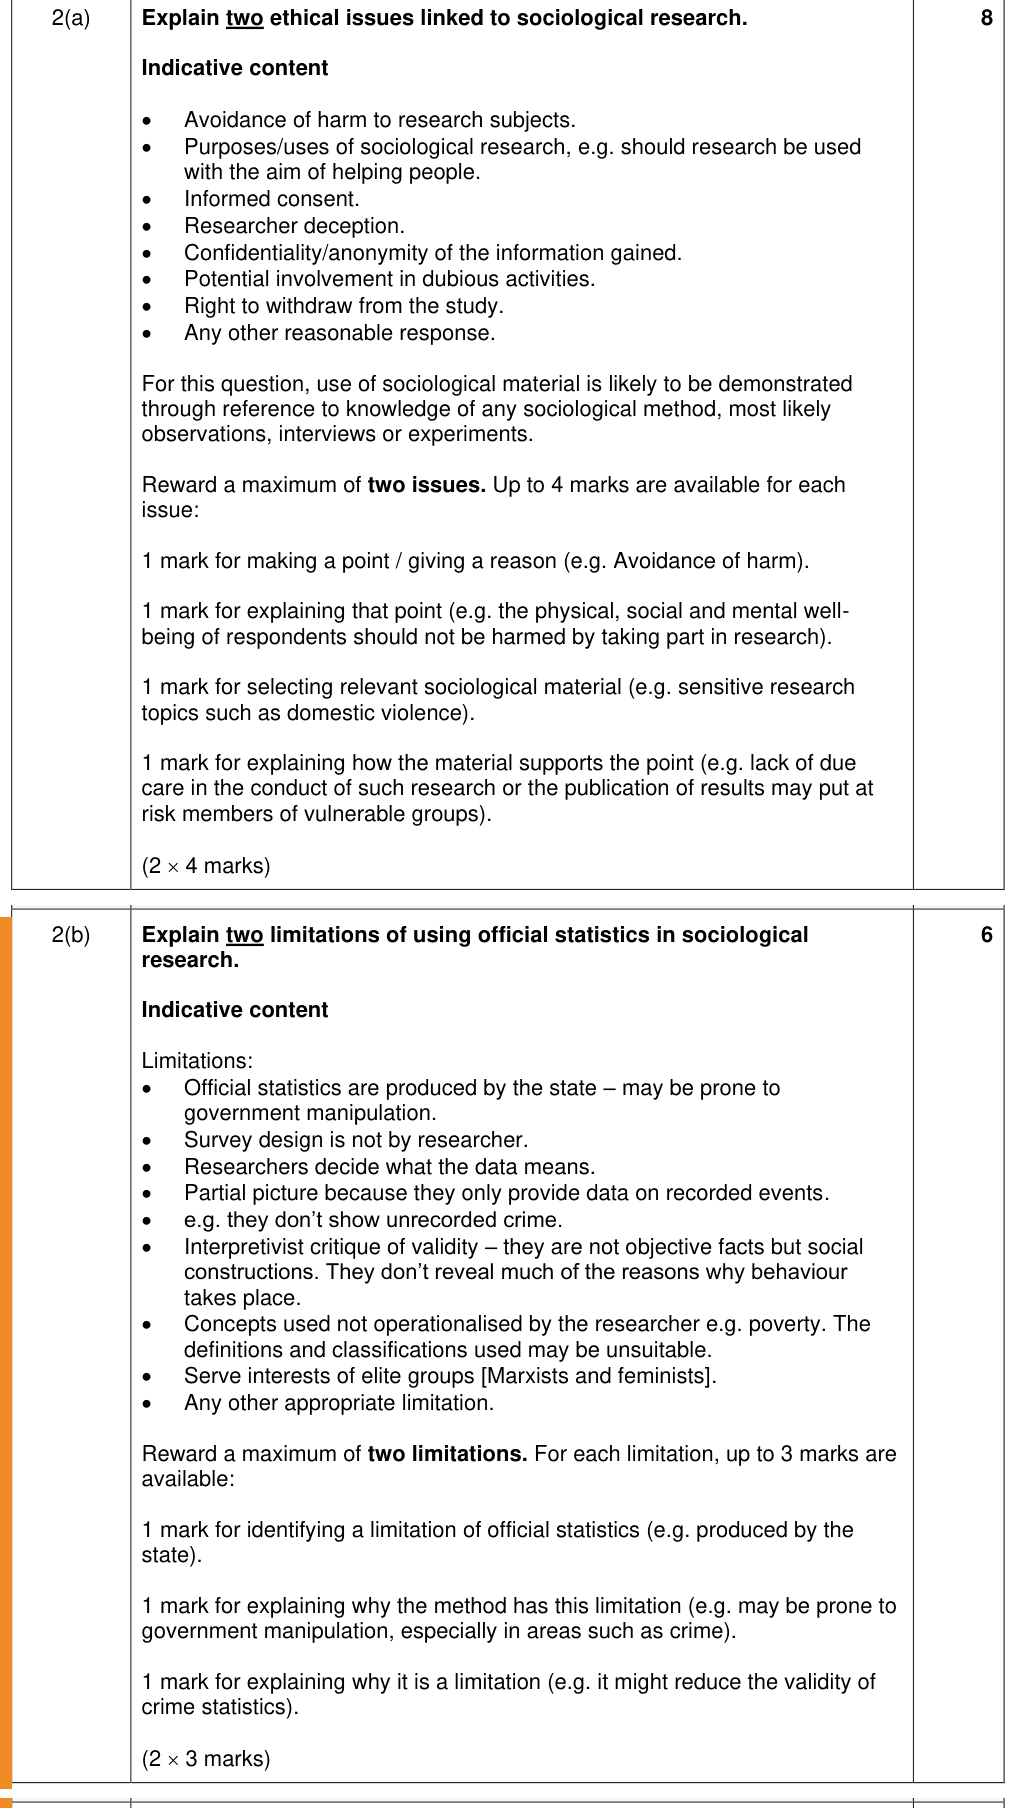 2(a) Explain two ethical issues linked to sociological research. 8
Indicative content
• Avoidance of harm to research subjects.
• Purposes/uses of sociological research, e.g. should research be used
with the aim of helping people.
• Informed consent.
• Researcher deception.
• Confidentiality/anonymity of the information gained.
• Potential involvement in dubious activities.
• Right to withdraw from the study.
• Any other reasonable response.
For this question, use of sociological material is likely to be demonstrated
through reference to knowledge of any sociological method, most likely
observations, interviews or experiments.
Reward a maximum of two issues. Up to 4 marks are available for each
issue:
1 mark for making a point / giving a reason (e.g. Avoidance of harm).
1 mark for explaining that point (e.g. the physical, social and mental well-
being of respondents should not be harmed by taking part in research).
1 mark for selecting relevant sociological material (e.g. sensitive research
topics such as domestic violence).
1 mark for explaining how the material supports the point (e.g. lack of due
care in the conduct of such research or the publication of results may put at
risk members of vulnerable groups).
(2 × 4 marks)
2(b) Explain two limitations of using official statistics in sociological 6
research.
Indicative content
Limitations:
• Official statistics are produced by the state – may be prone to
government manipulation.
• Survey design is not by researcher.
• Researchers decide what the data means.
• Partial picture because they only provide data on recorded events.
• e.g. they don’t show unrecorded crime.
• Interpretivist critique of validity – they are not objective facts but social
constructions. They don’t reveal much of the reasons why behaviour
takes place.
• Concepts used not operationalised by the researcher e.g. poverty. The
definitions and classifications used may be unsuitable.
• Serve interests of elite groups [Marxists and feminists].
• Any other appropriate limitation.
Reward a maximum of two limitations. For each limitation, up to 3 marks are
available:
1 mark for identifying a limitation of official statistics (e.g. produced by the
state).
1 mark for explaining why the method has this limitation (e.g. may be prone to
government manipulation, especially in areas such as crime).
1 mark for explaining why it is a limitation (e.g. it might reduce the validity of
crime statistics).
(2 × 3 marks)